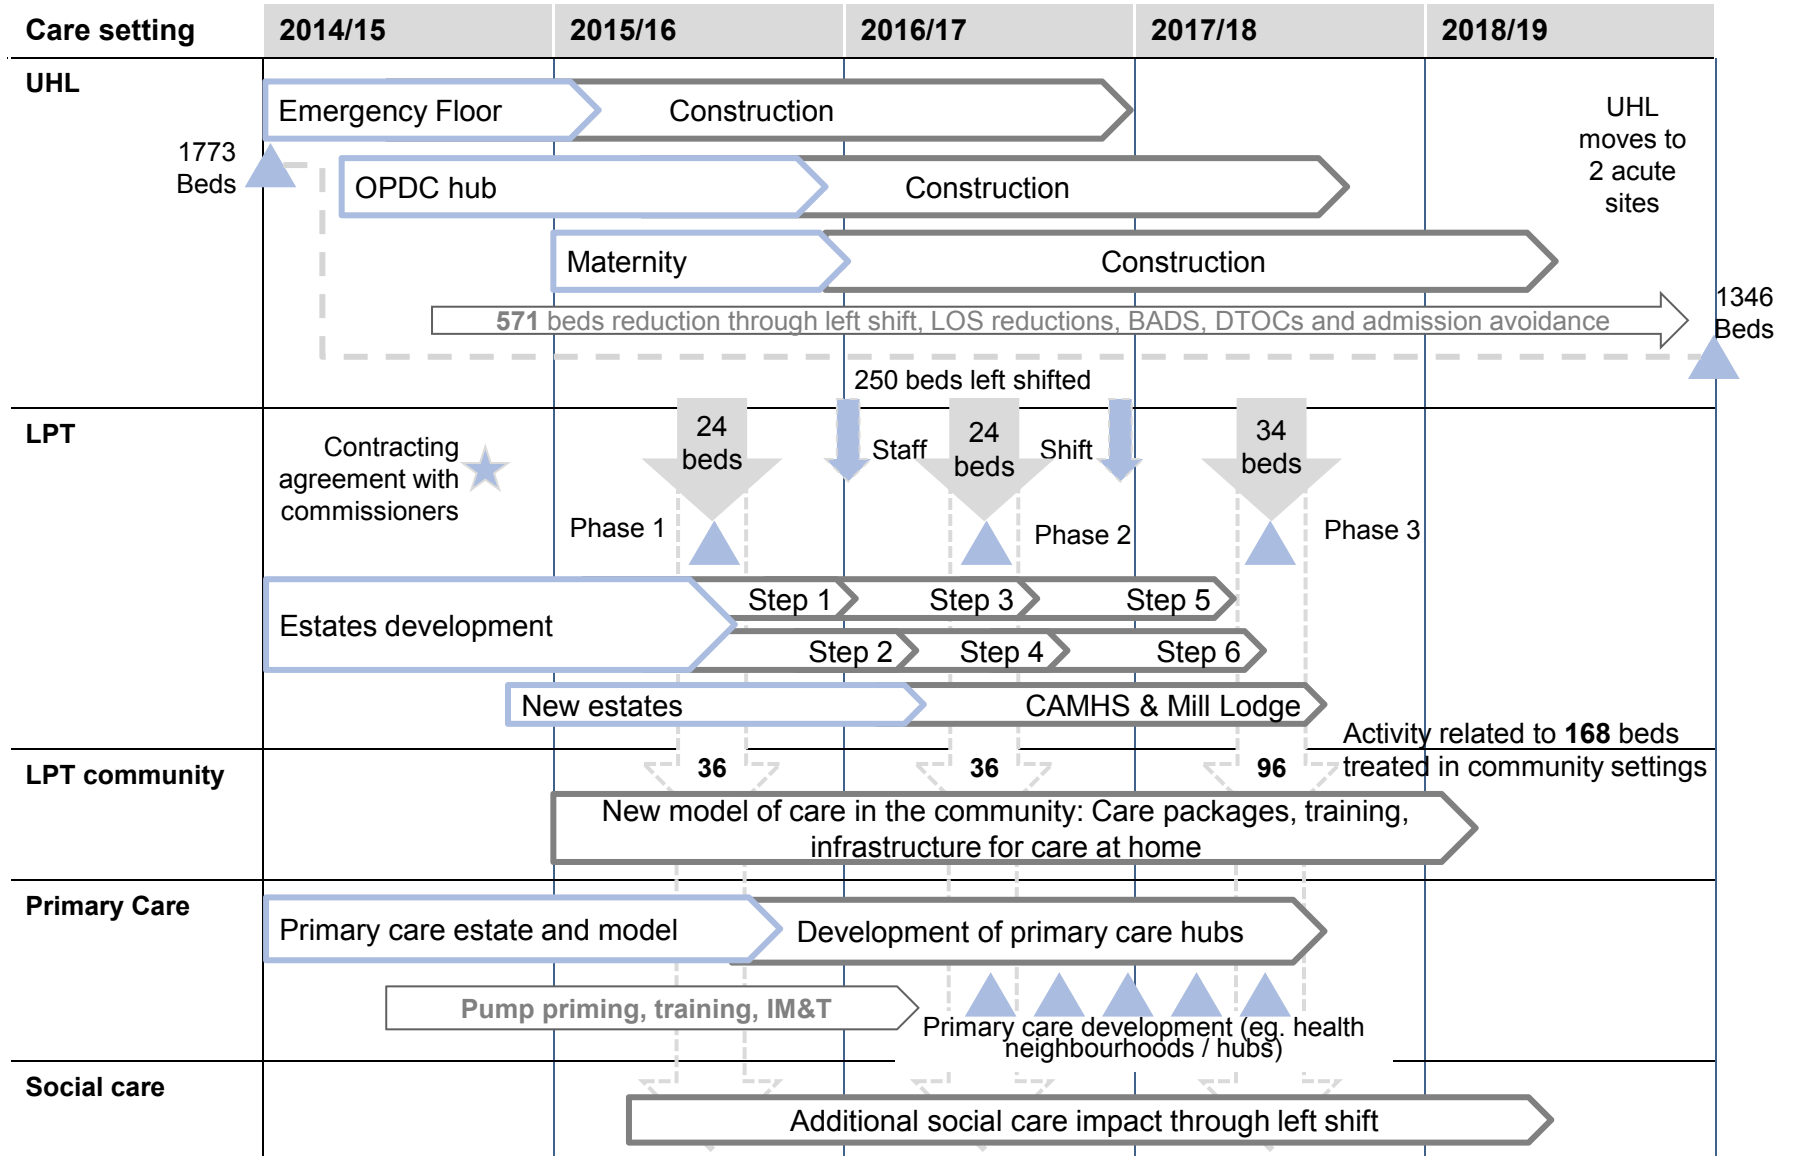 Care setting
2014/15
2015/16
2016/17
2017/18
2018/19
UHL
Emergency Floor
Construction
UHL
moves to
2 acute
sites
1773
Beds
OPDC hub
Construction
Maternity
Construction
571 beds reduction through left shift, LOS reductions, BADS, DTOCs and admission avoidance
1346
Beds
250 beds left shifted
LPT
Contracting
agreement with
commissioners
24
beds
Staff
24
beds
Shift
34
beds
Phase 1
Phase 2
Phase 3
Estates development
Step 1
Step 3
Step 5
Step 2
Step 4
Step 6
New estates
CAMHS & Mill Lodge
Activity related to 168 beds
treated in community settings
LPT community
36
36
96
New model of care in the community: Care packages, training,
infrastructure for care at home
Primary Care
Primary care estate and model
Development of primary care hubs
Pump priming, training, IM&T
Primary care development (eg. health
neighbourhoods / hubs)
Social care
Additional social care impact through left shift